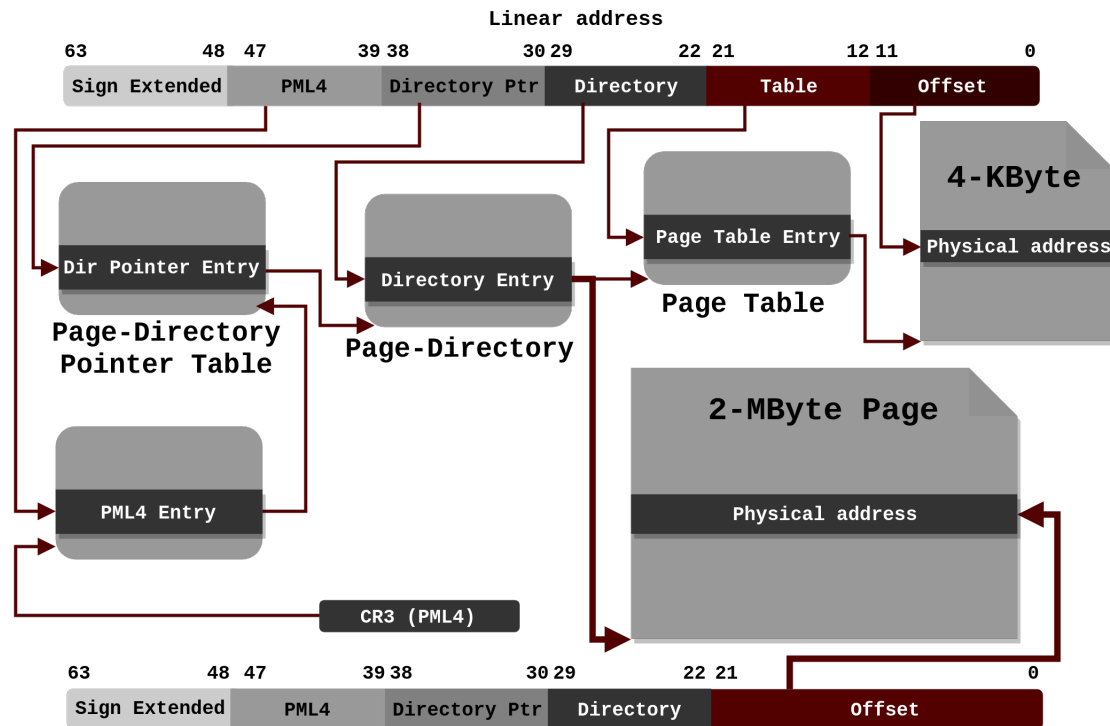 Linear address
63 48 47 39 38 30 29 22 21 12 11 0
Sign Extended PML4 Directory Ptr Directory Table Offset
4-KByte
Page Table Entry
Physical address
Dir Pointer Entry
Directory Entry
Page Table
Page-Directory
Pointer Table
Page-Directory
2-MByte Page
PML4 Entry
Physical address
CR3 (PML4)
63 48 47 39 38 30 29 22 21 0
Sign Extended PML4 Directory Ptr Directory Offset